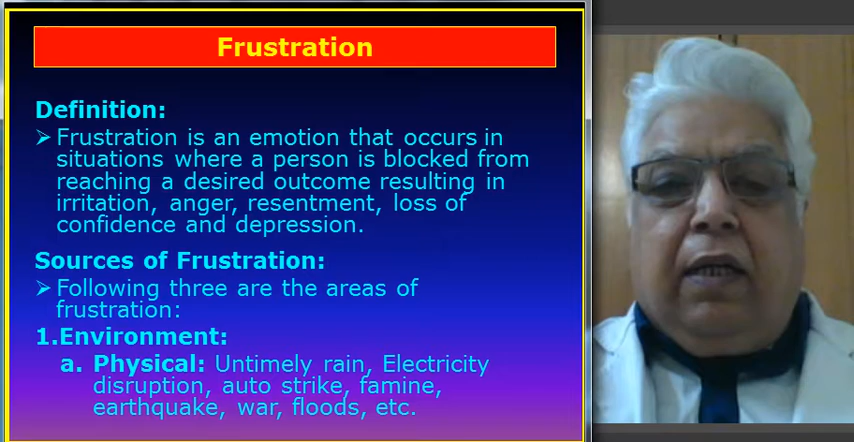 Frustration
Definition:
➢ Frustration is an emotion that occurs in
situations where a person is blocked from
reaching a desired outcome resulting in
irritation, anger, resentment, loss of
confidence and depression.
Sources of Frustration:
➢ Following three are the areas of
frustration:
1.Environment:
a. Physical: Untimely rain, Electricity
disruption, auto strike, famine,
earthquake, war, floods, etc.